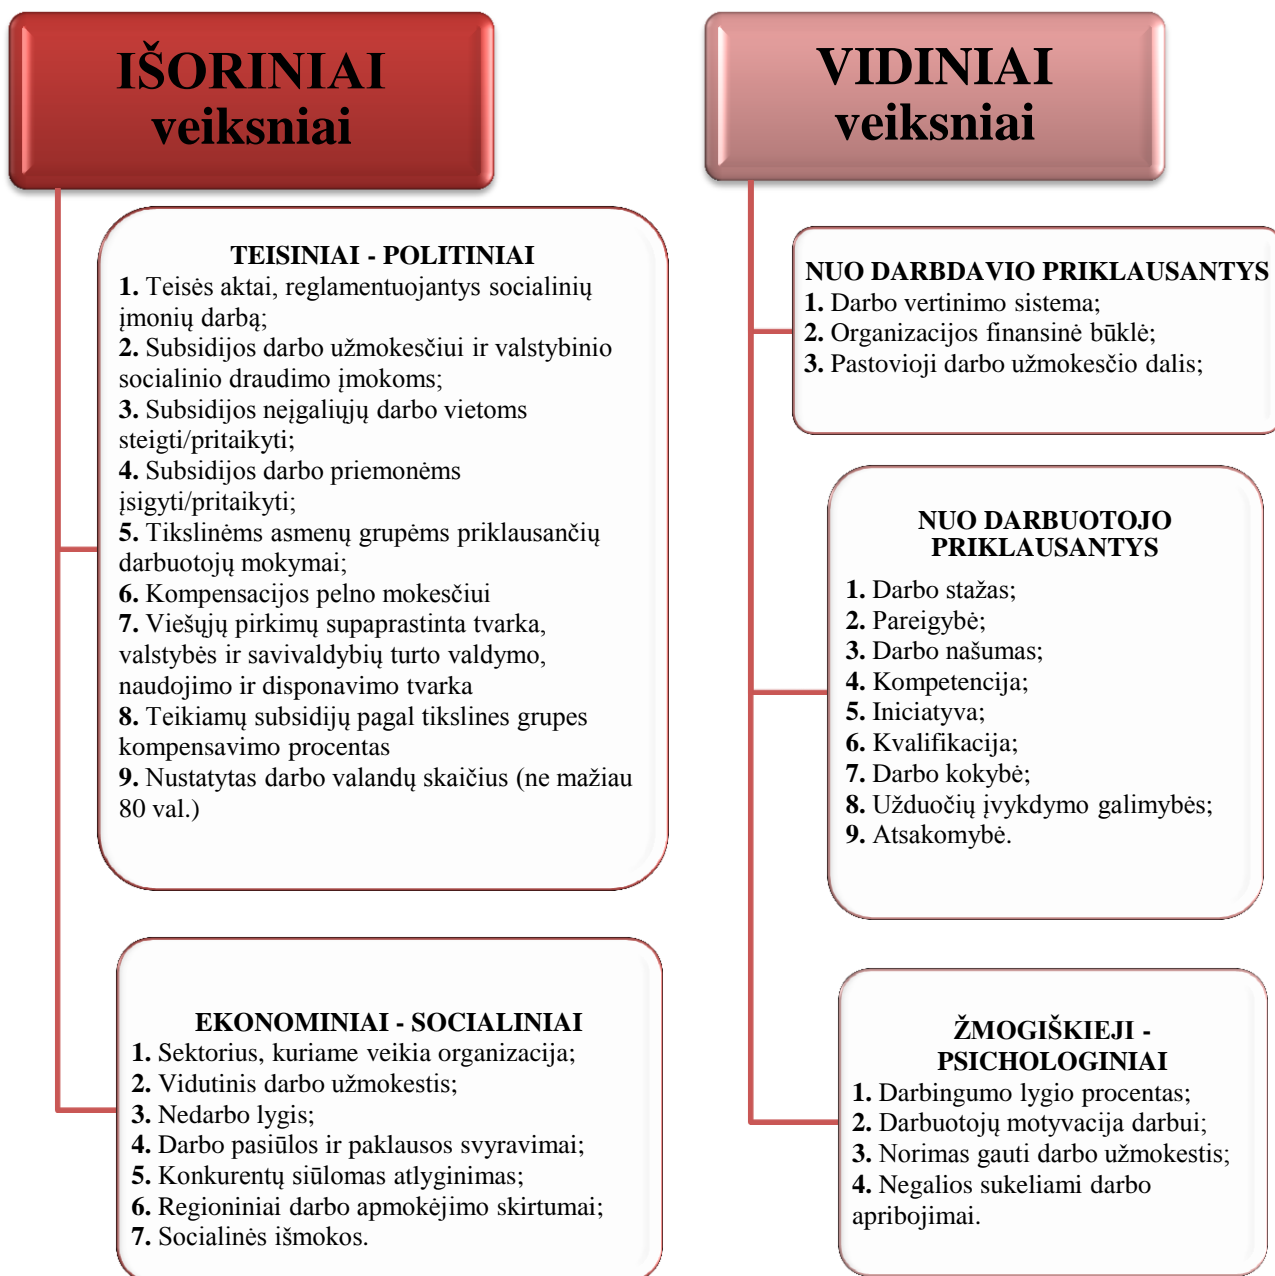 IŠORINIAI
veiksniai
TEISINIAI - POLITINIAI
1. Teisės aktai, reglamentuojantys socialinių
įmonių darbą;
2. Subsidijos darbo užmokesčiui ir valstybinio
socialinio draudimo įmokoms;
3. Subsidijos neįgaliųjų darbo vietoms
steigti/pritaikyti;
4. Subsidijos darbo priemonėms
įsigyti/pritaikyti;
5. Tikslinėms asmenų grupėms priklausančių
darbuotojų mokymai;
6. Kompensacijos pelno mokesčiui
7. Viešųjų pirkimų supaprastinta tvarka,
valstybės ir savivaldybių turto valdymo,
naudojimo ir disponavimo tvarka
8. Teikiamų subsidijų pagal tikslines grupes
kompensavimo procentas
9. Nustatytas darbo valandų skaičius (ne mažiau
80 val.)
EKONOMINIAI - SOCIALINIAI
1. Sektorius, kuriame veikia organizacija;
2. Vidutinis darbo užmokestis;
3. Nedarbo lygis;
4. Darbo pasiūlos ir paklausos svyravimai;
5. Konkurentų siūlomas atlyginimas;
6. Regioniniai darbo apmokėjimo skirtumai;
7. Socialinės išmokos.
VIDINIAI
veiksniai
NUO DARBDAVIO PRIKLAUSANTYS
1. Darbo vertinimo sistema;
2. Organizacijos finansinė būklė;
3. Pastovioji darbo užmokesčio dalis;
NUO DARBUOTOJO
PRIKLAUSANTYS
1. Darbo stažas;
2. Pareigybė;
3. Darbo našumas;
4. Kompetencija;
5. Iniciatyva;
6. Kvalifikacija;
7. Darbo kokybė;
8. Užduočių įvykdymo galimybės;
9. Atsakomybė.
ŽMOGIŠKIEJI -
PSICHOLOGINIAI
1. Darbingumo lygio procentas;
2. Darbuotojų motyvacija darbui;
3. Norimas gauti darbo užmokestis;
4. Negalios sukeliami darbo
apribojimai.